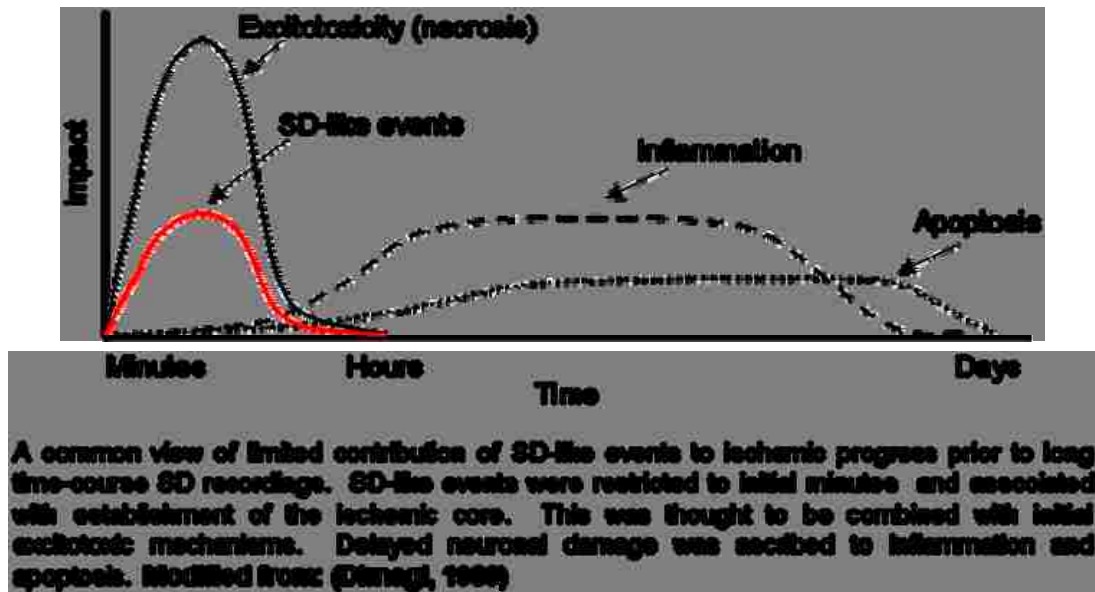 Excitotoxicity (necrosis)
SD-like events
Inflammation
Apoptosis
Impact
Minutes Hours Days
Time
A common view of limited contribution of SD-like events to ischemic progress prior to long
time-course SD recordings. SD-like events were restricted to initial minutes and associated
with establishment of the ischemic core. This was thought to be combined with initial
excitotoxic mechanisms. Delayed neuronal damage was ascribed to inflammation and
apoptosis. Modified from: (Dirnagl, 1999)